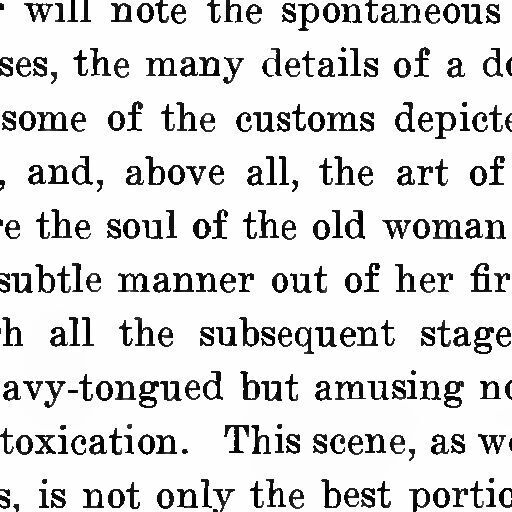 will note the spontaneous
ses, the many details of a do
some of the customs depicte
, and, above all, the art of
re the soul of the old woman
subtle manner out of her fir
h all the subsequent stage
avy-tongued but amusing no
toxication. This scene, as we
s, is not only the best portio